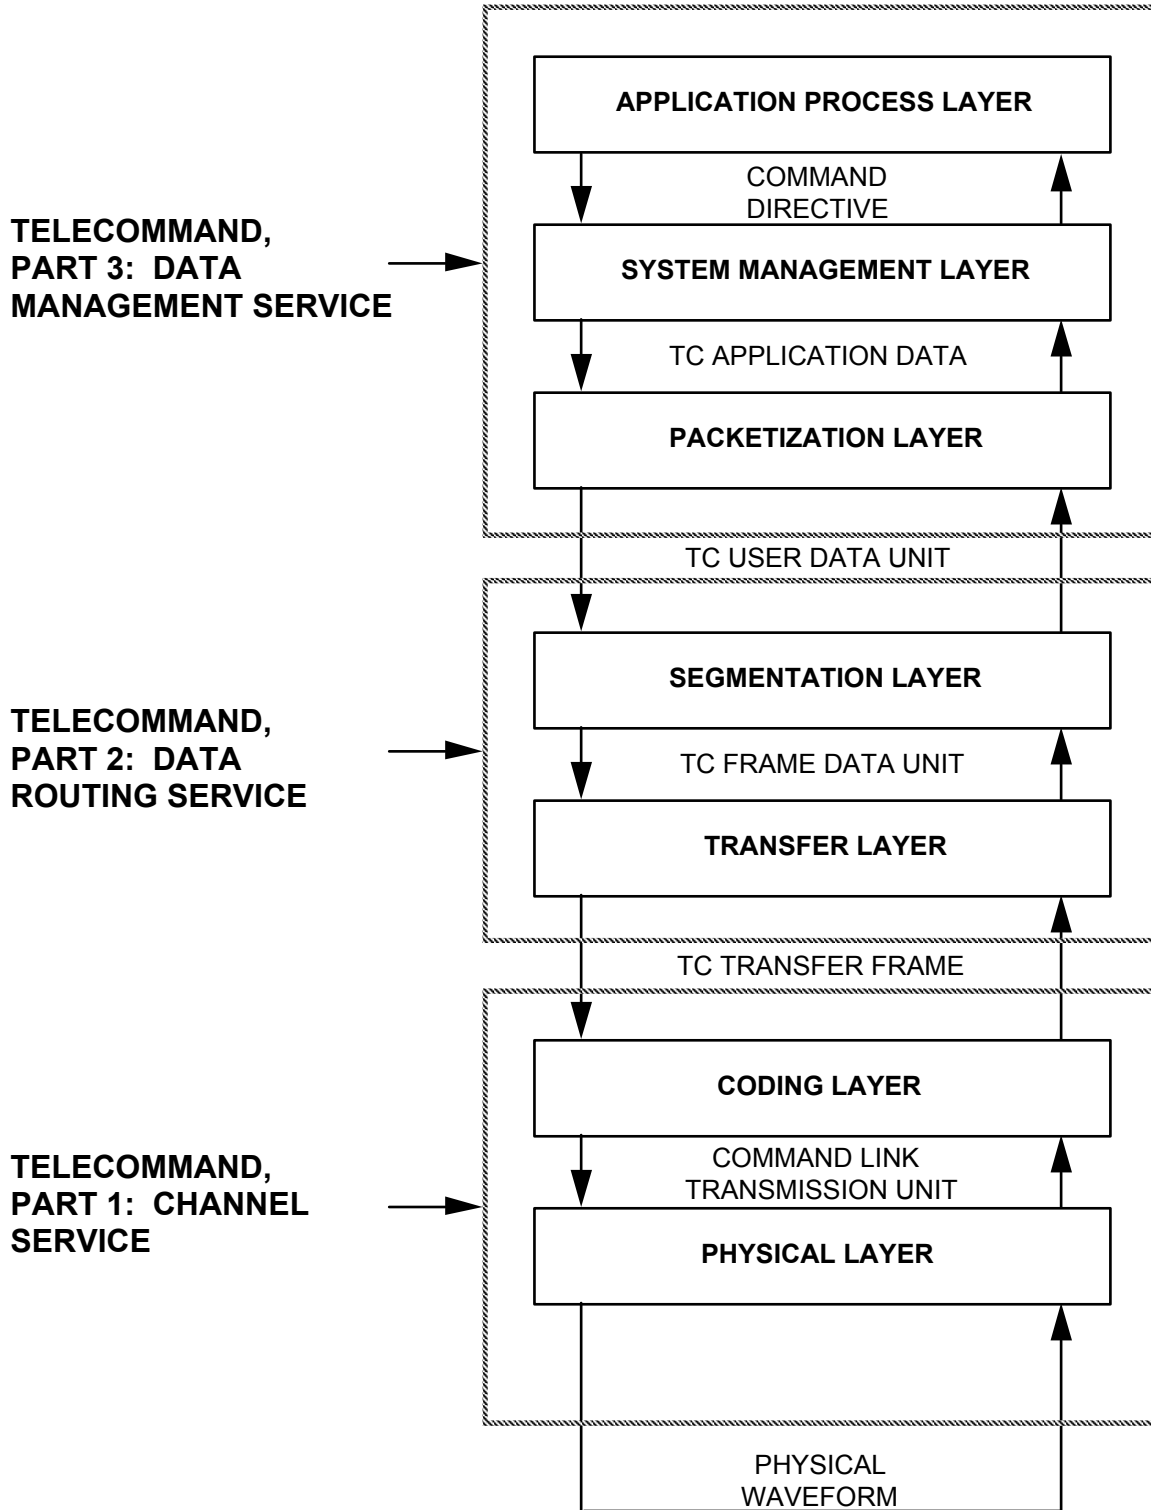 APPLICATION PROCESS LAYER
COMMAND
DIRECTIVE
TELECOMMAND,
PART 3: DATA
MANAGEMENT SERVICE
SYSTEM MANAGEMENT LAYER
TC APPLICATION DATA
PACKETIZATION LAYER
TC USER DATA UNIT
SEGMENTATION LAYER
TELECOMMAND,
PART 2: DATA
ROUTING SERVICE
TC FRAME DATA UNIT
TRANSFER LAYER
TC TRANSFER FRAME
CODING LAYER
TELECOMMAND,
PART 1: CHANNEL
SERVICE
COMMAND LINK
TRANSMISSION UNIT
PHYSICAL LAYER
PHYSICAL
WAVEFORM